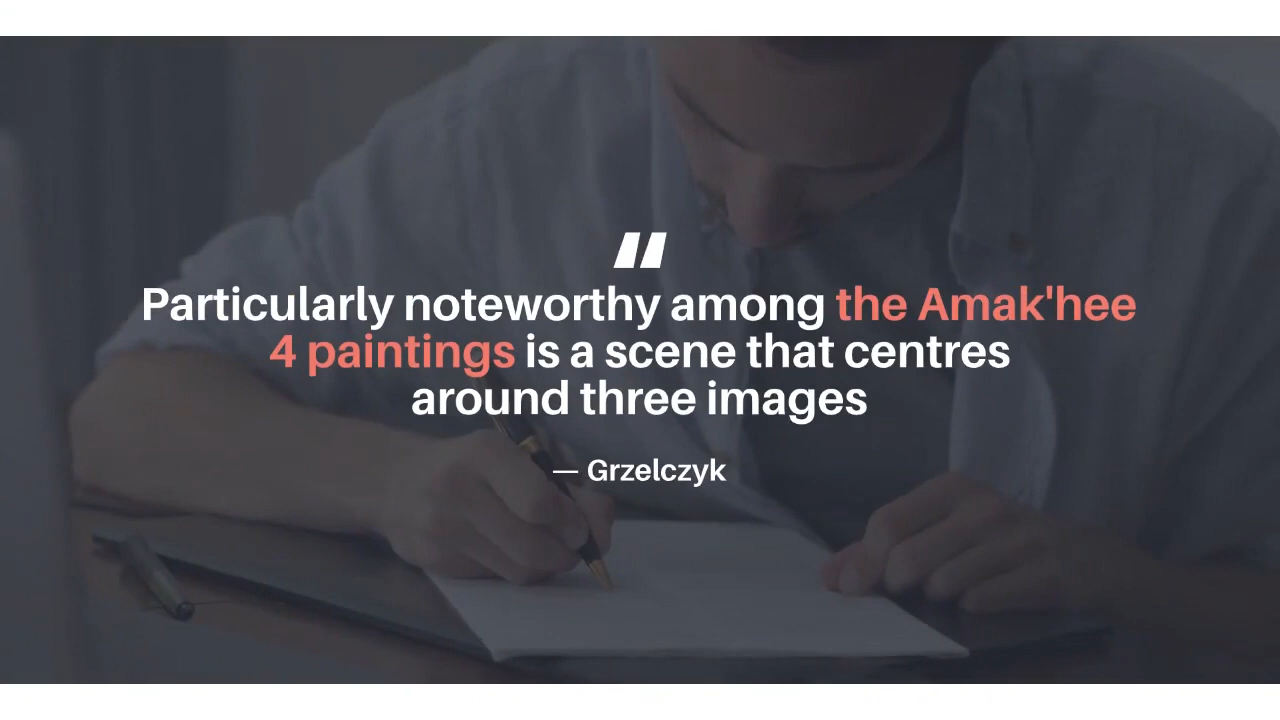 "
Particularly noteworthy among the Amak'hee
4 paintings is a scene that centres
around three images
— Grzelczyk